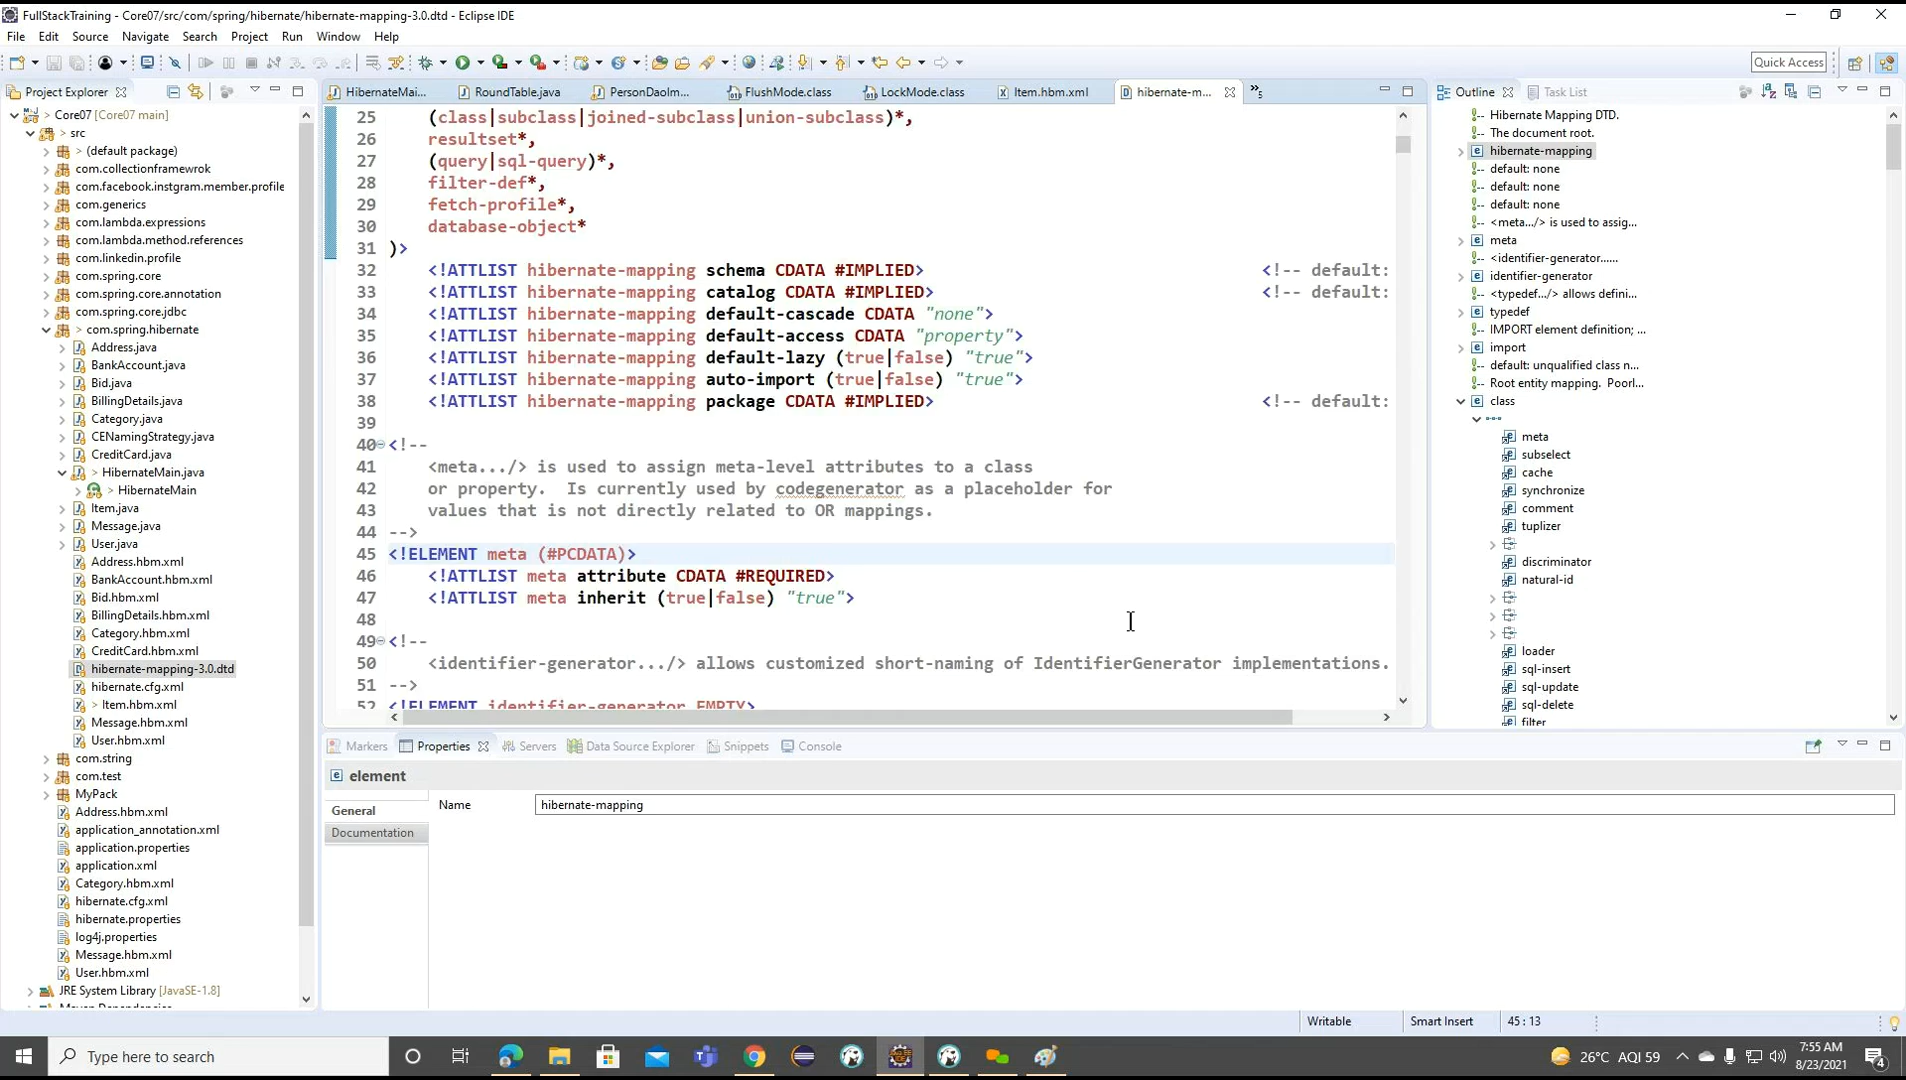 FullStackTraining - Core07/src/com/spring/hibernate/hibernate-mapping-3.0.dtd - Eclipse IDE
File Edit Source Navigate Search Project Run Window Help
Quick Access
Project Explorer
> Core07 [Core07 main]
> src
> (default package)
com.collectionframewrok
com.facebook.instgram.member.profile
com.generics
com.lambda.expressions
com.lambda.method.references
com.linkedin.profile
com.spring.core
com.spring.core.annotation
com.spring.core.jdbc
> com.spring.hibernate
Address.java
BankAccount.java
Bid.java
BillingDetails.java
Category.java
CENamingStrategy.java
CreditCard.java
> HibernateMain.java
> HibernateMain
Item.java
Message.java
User.java
Address.hbm.xml
BankAccount.hbm.xml
Bid.hbm.xml
BillingDetails.hbm.xml
Category.hbm.xml
CreditCard.hbm.xml
hibernate-mapping-3.0.dtd
hibernate.cfg.xml
> Item.hbm.xml
Message.hbm.xml
User.hbm.xml
com.string
com.test
MyPack
Address.hbm.xml
application_annotation.xml
application.properties
application.xml
Category.hbm.xml
hibernate.cfg.xml
hibernate.properties
log4j.properties
Message.hbm.xml
User.hbm.xml
JRE System Library [JavaSE-1.8]
HibernateMai... RoundTable.java PersonDaoIm... FlushMode.class LockMode.class Item.hbm.xml hibernate-m... »5
25 (class|subclass|joined-subclass|union-subclass)*,
26 resultset*,
27 (query|sql-query)*,
28 filter-def*,
29 fetch-profile*,
30 database-object*
31 )>
32 <!ATTLIST hibernate-mapping schema CDATA #IMPLIED> <!-- default:
33 <!ATTLIST hibernate-mapping catalog CDATA #IMPLIED> <!-- default:
34 <!ATTLIST hibernate-mapping default-cascade CDATA "none">
35 <!ATTLIST hibernate-mapping default-access CDATA "property">
36 <!ATTLIST hibernate-mapping default-lazy (true|false) "true">
37 <!ATTLIST hibernate-mapping auto-import (true|false) "true">
38 <!ATTLIST hibernate-mapping package CDATA #IMPLIED> <!-- default:
39
40 <!--
41 <meta.../> is used to assign meta-level attributes to a class
42 or property. Is currently used by codegenerator as a placeholder for
43 values that is not directly related to OR mappings.
44 -->
45 <!ELEMENT meta (#PCDATA)>
46 <!ATTLIST meta attribute CDATA #REQUIRED>
47 <!ATTLIST meta inherit (true|false) "true">
48
49 <!--
50 <identifier-generator.../> allows customized short-naming of IdentifierGenerator implementations.
51 -->
52 <!ELEMENT identifier-generator EMPTY>
Outline Task List
Hibernate Mapping DTD.
The document root.
hibernate-mapping
default: none
default: none
default: none
<meta.../> is used to assig...
meta
<identifier-generator......
identifier-generator
<typedef.../> allows defini...
typedef
IMPORT element definition; ...
import
default: unqualified class n...
Root entity mapping. Poorl...
class
meta
subselect
cache
synchronize
comment
tuplizer
discriminator
natural-id
loader
sql-insert
sql-update
sql-delete
filter
Markers Properties Servers Data Source Explorer Snippets Console
element
General
Documentation
Name hibernate-mapping
Writable Smart Insert 45 : 13
Type here to search
26°C AQI 59
7:55 AM
8/23/2021
4